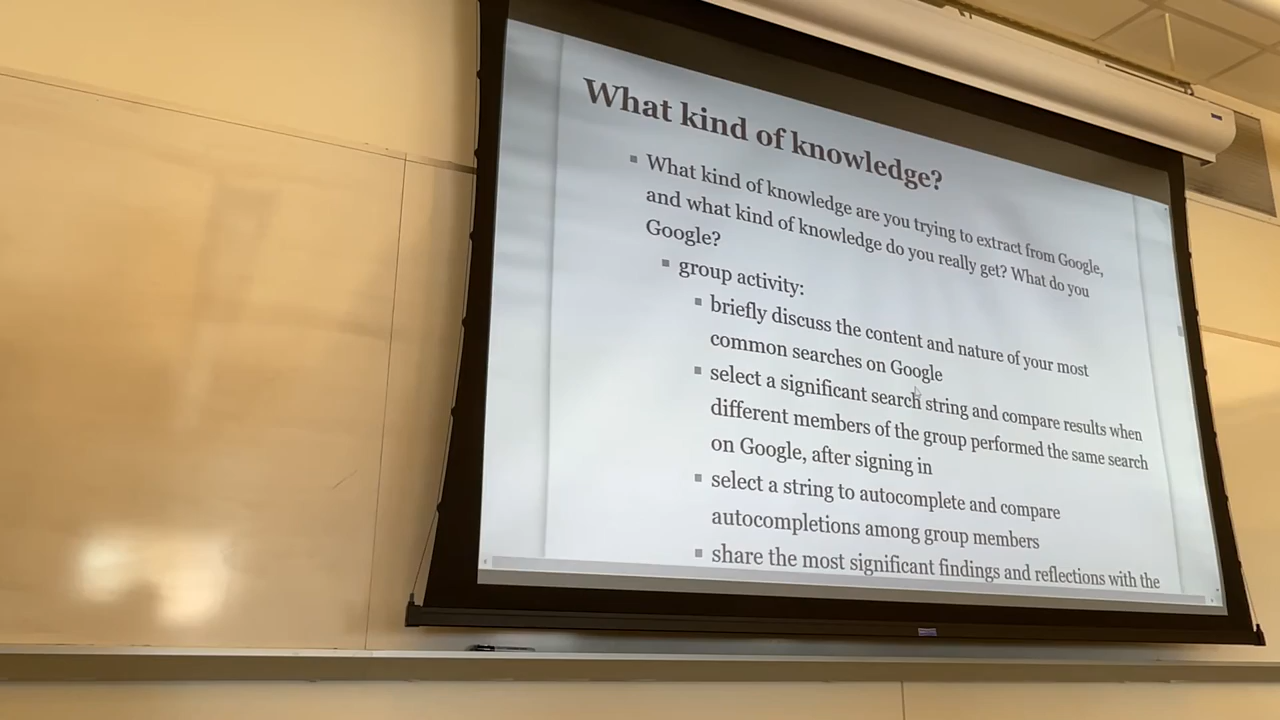 What kind of knowledge?
What kind of knowledge are you trying to extract from Google,
and what kind of knowledge do you really get? What do you
Google?
group activity:
briefly discuss the content and nature of your most
common searches on Google
select a significant search string and compare results when
different members of the group performed the same search
on Google, after signing in
select a string to autocomplete and compare
autocompletions among group members
share the most significant findings and reflections with the